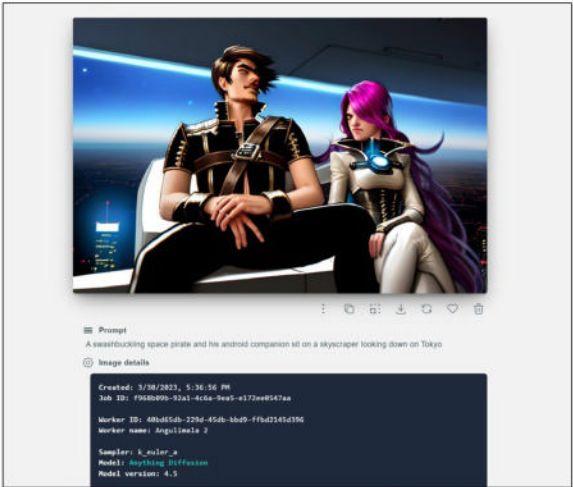 Prompt
A swashbuckling space pirate and his android companion sit on a skyscraper looking down on Tokyo
Image details
Created: 3/30/2023, 5:36:56 PM
Job ID: f968b09b-92a1-4c6a-9ea5-e172ee0547aa
Worker ID: 40bd65db-229d-45db-bbd9-ffbd2145d396
Worker name: Angulimala 2
Sampler: k_euler_a
Model: Anything Diffusion
Model version: 4.5